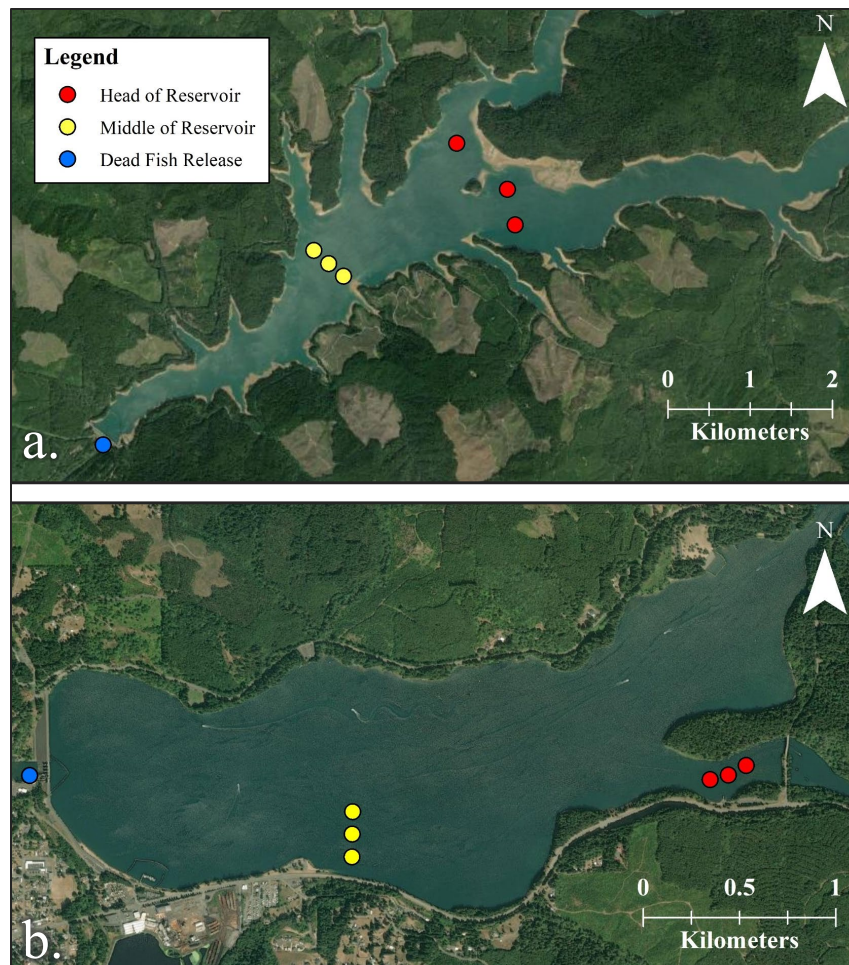 Legend
Head of Reservoir
Middle of Reservoir
Dead Fish Release
N
0 1 2
Kilometers
a.
N
0 0.5 1
Kilometers
b.